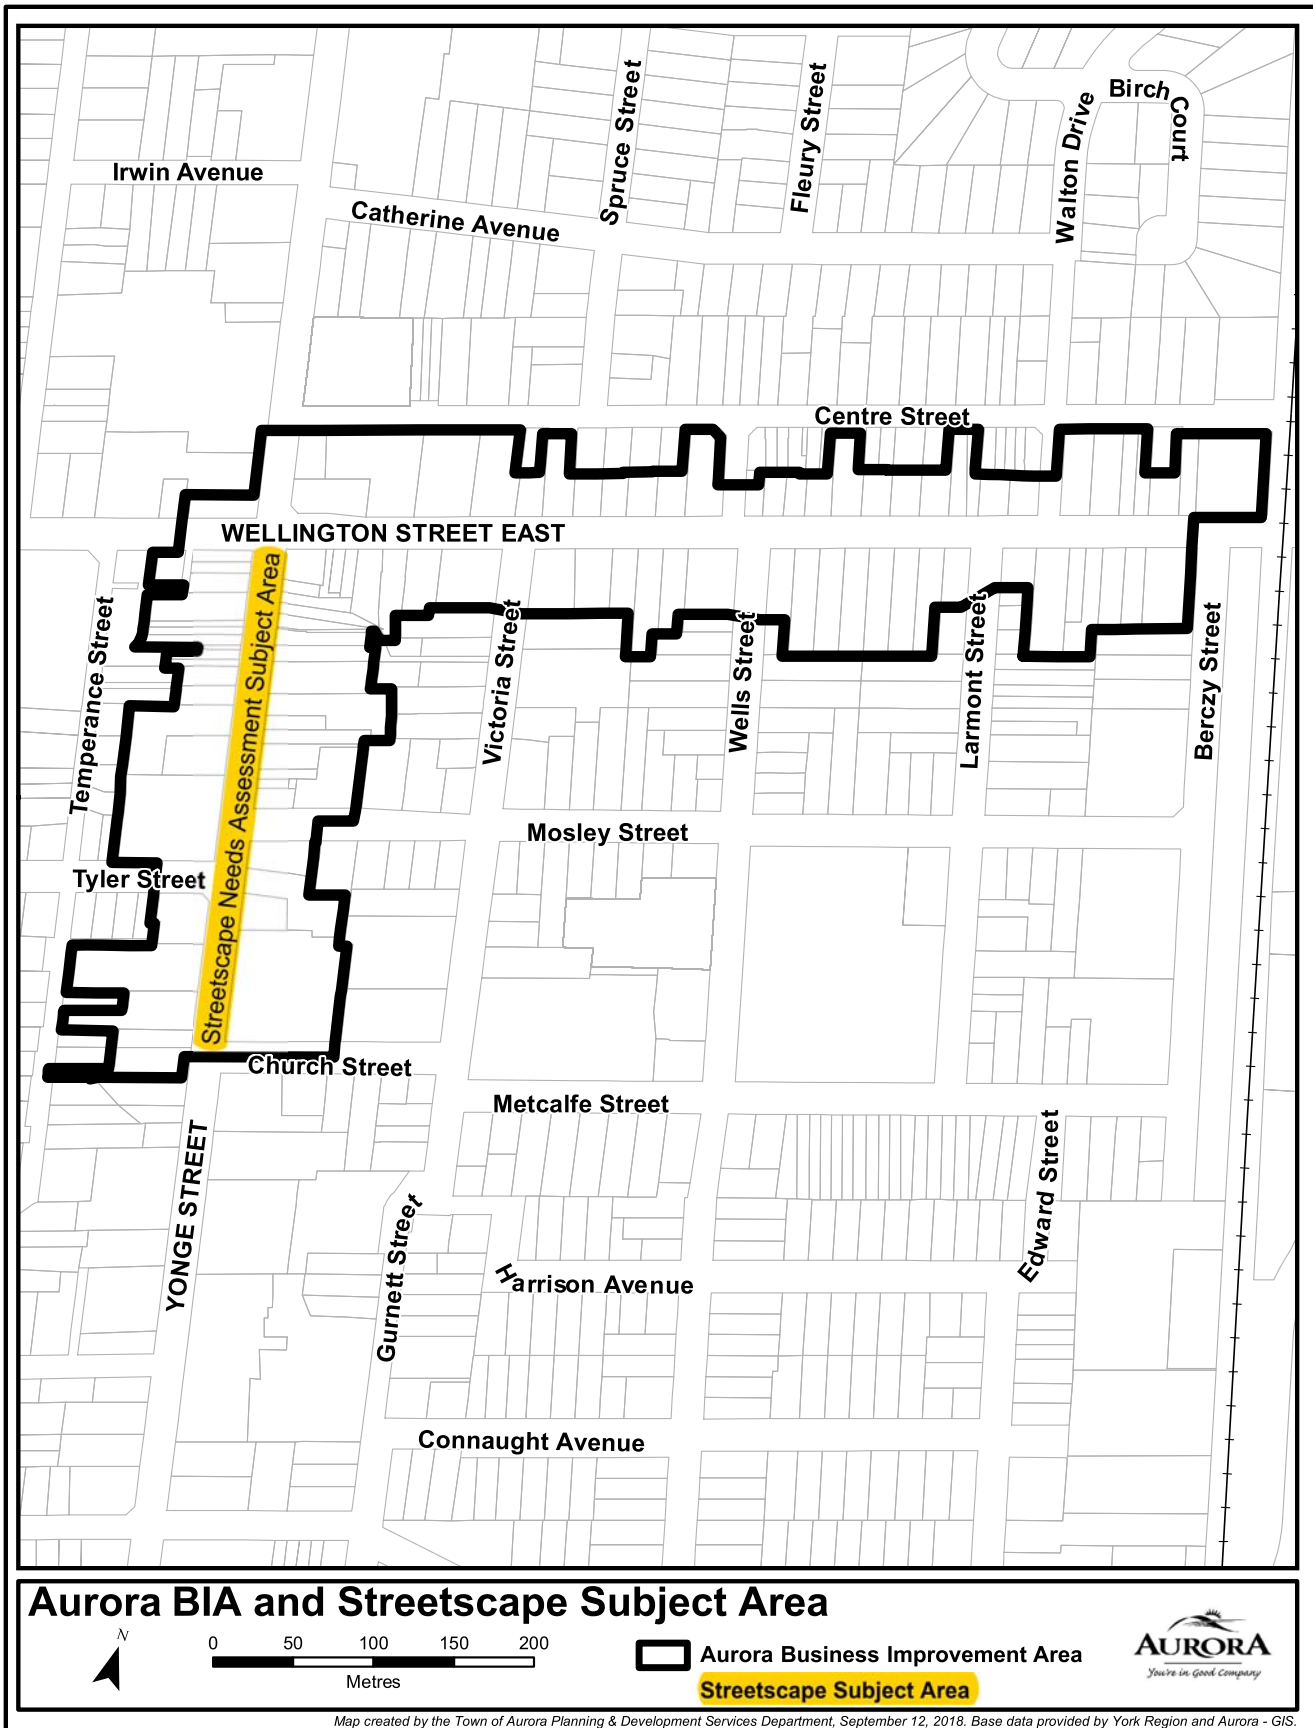 Birch Court
Spruce Street
Fleury Street
Walton Drive
Irwin Avenue
Catherine Avenue
Centre Street
WELLINGTON STREET EAST
Streetscape Needs Assessment Subject Area
Temperance Street
Victoria Street
Wells Street
Larmont Street
Berczy Street
Mosley Street
Tyler Street
Church Street
Metcalfe Street
YONGE STREET
Gurnett Street
Edward Street
Harrison Avenue
Connaught Avenue
Aurora BIA and Streetscape Subject Area
N
0 50 100 150 200
Metres
Aurora Business Improvement Area
Streetscape Subject Area
AURORA
You're in Good Company
Map created by the Town of Aurora Planning & Development Services Department, September 12, 2018. Base data provided by York Region and Aurora - GIS.